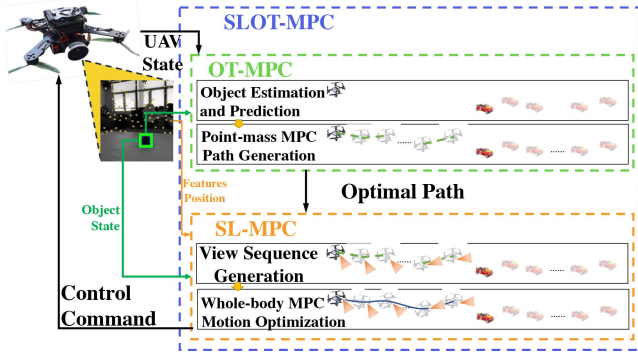 SLOT-MPC
UAV
State
OT-MPC
Object Estimation
and Prediction
......
Point-mass MPC
Path Generation
......
......
Optimal Path
Features
Position
Object
State
SL-MPC
View Sequence
Generation
......
......
Control
Command
Whole-body MPC
Motion Optimization
......